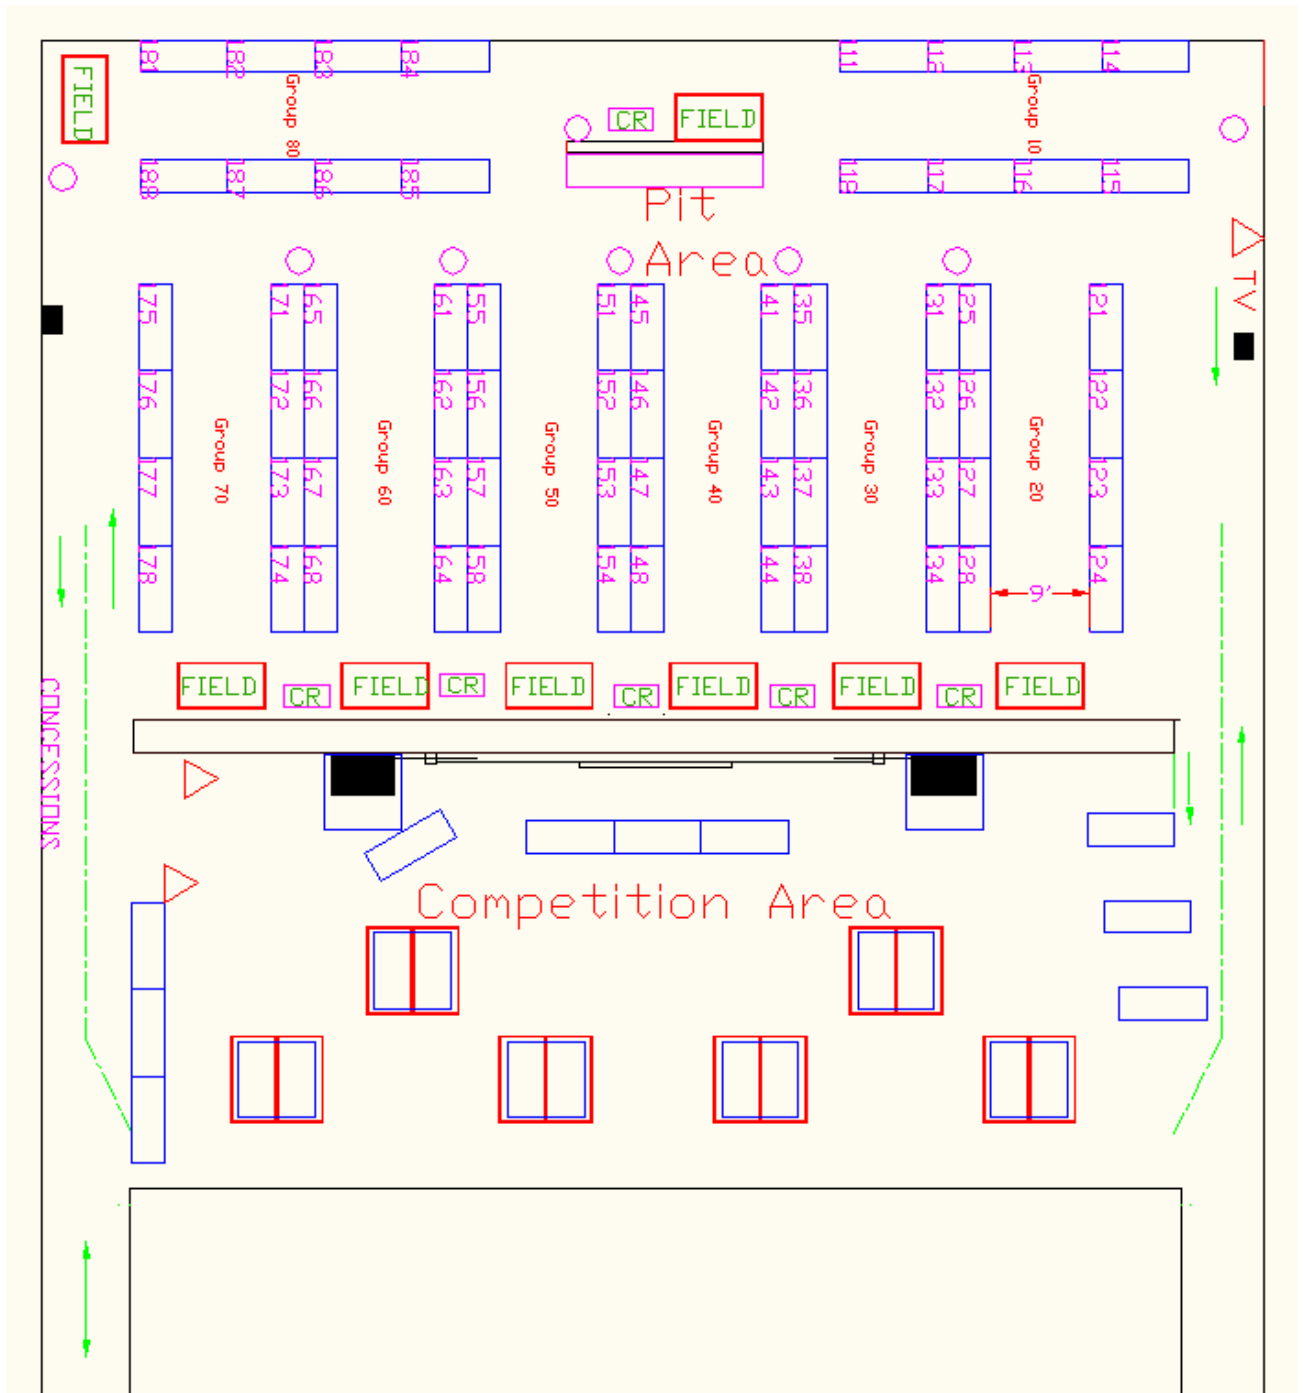 181 182 183 184
111 112 113 114
FIELD
Group 80
CR
FIELD
Group 10
188 187 186 185
118 117 116 115
Pit
Area
TV
175 171 165 161 155 151 145 141 135 131 125 121
176 172 166 162 156 152 146 142 136 132 126 122
Group 70
Group 60
Group 50
Group 40
Group 30
Group 20
177 173 167 163 157 153 147 143 137 133 127 123
178 174 168 164 158 154 148 144 138 134 128 124
9'
FIELD CR FIELD CR FIELD CR FIELD CR FIELD CR FIELD
CONCESSIONS
Competition Area